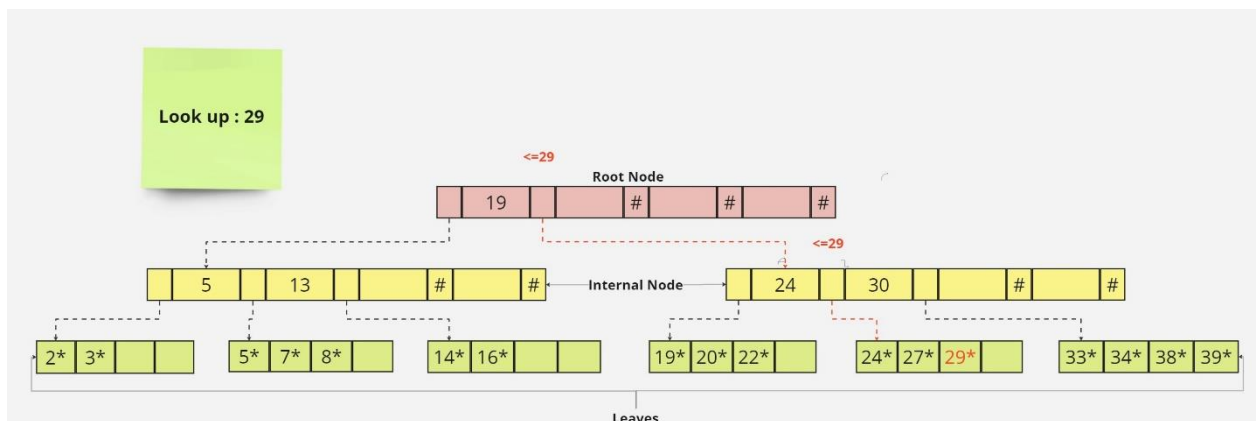 Look up : 29
<=29
Root Node
19 # # #
<=29
5 13 # #
Internal Node
24 30 # #
2* 3*
5* 7* 8*
14* 16*
19* 20* 22*
24* 27* 29*
33* 34* 38* 39*
Leaves